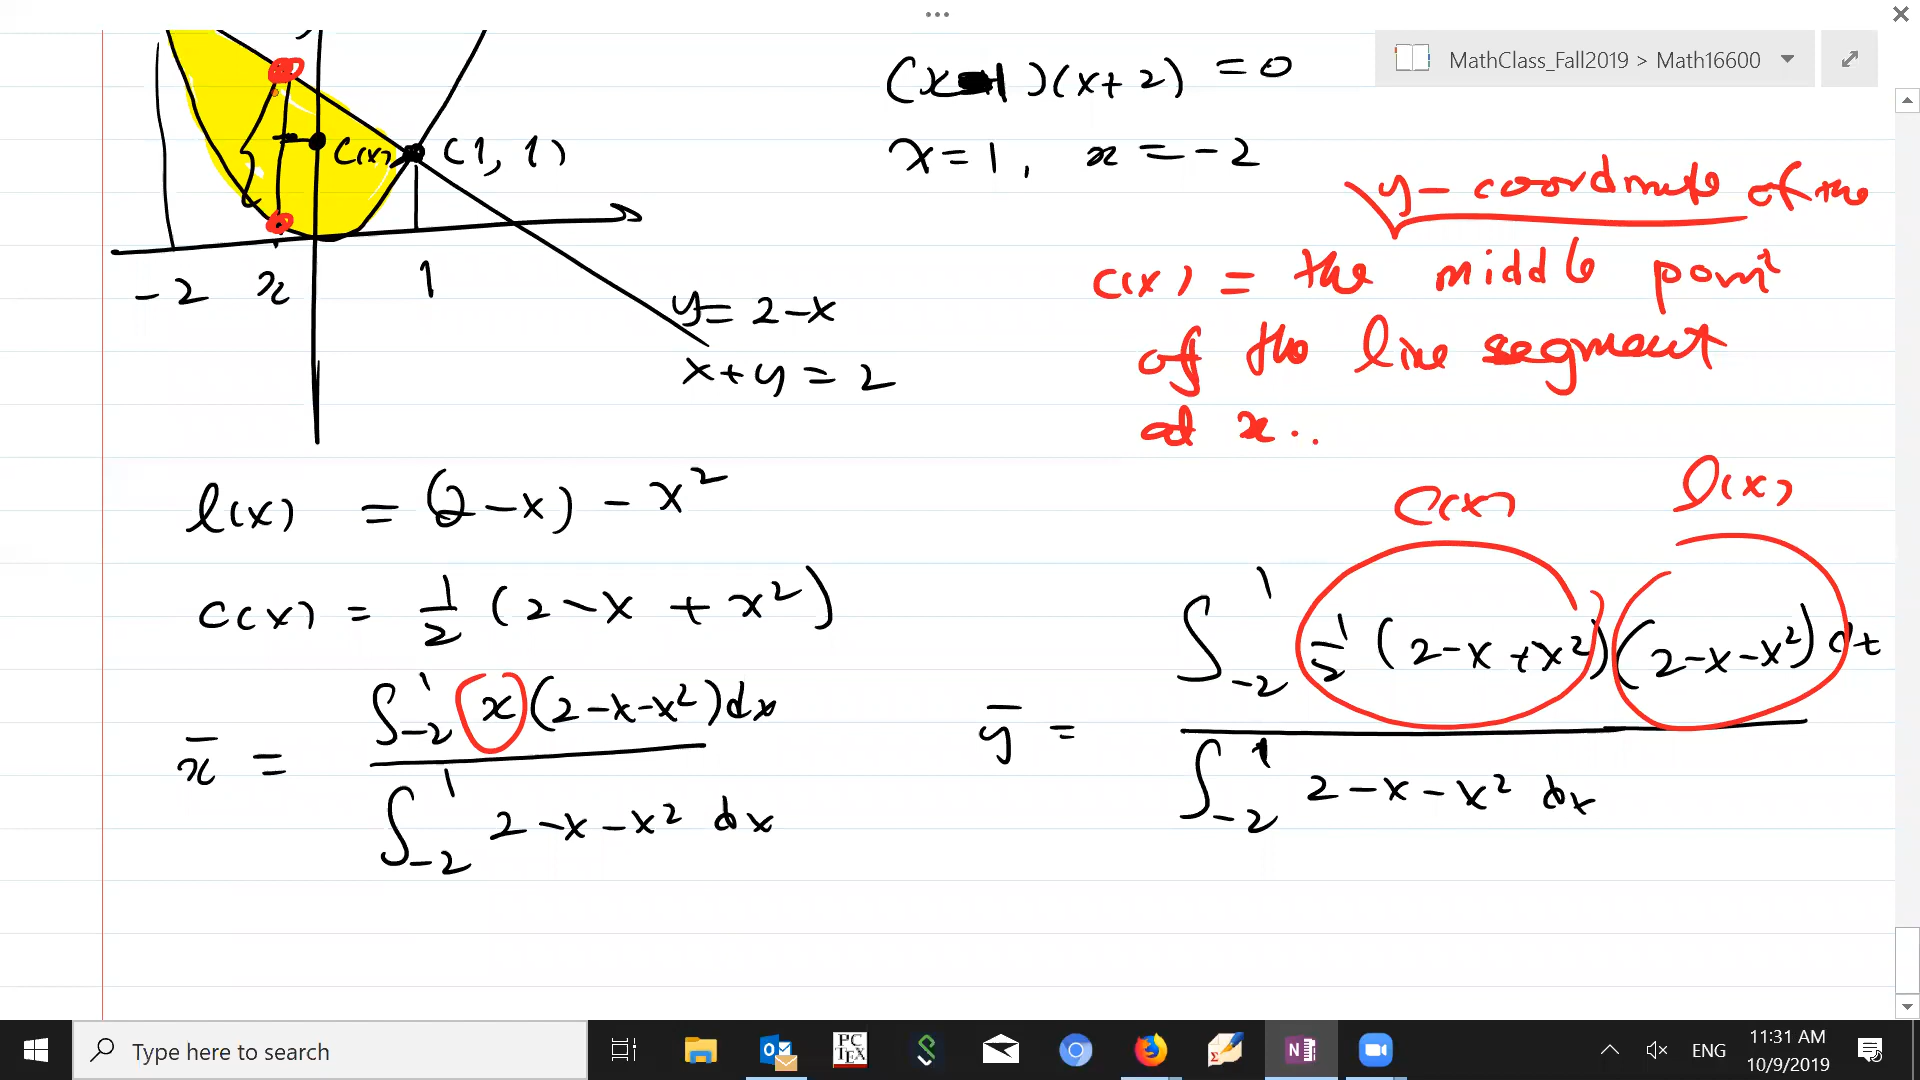 (x-1)(x+2) = 0
MathClass_Fall2019 > Math16600
C(x)
(1, 1)
x = 1, x = -2
y-coordinate of the
C(x) = the middle point
of the line segment
at x..
-2 x 1
y = 2-x
x+y = 2
l(x) = (2-x) - x²
C(x) = 1/2 (2-x + x²)
C(x) l(x)
x̄ = ∫₋₂¹ x(2-x-x²)dx / ∫₋₂¹ 2-x-x² dx
ȳ = ∫₋₂¹ 1/2 (2-x+x²)(2-x-x²)dt / ∫₋₂¹ 2-x-x² dx
Type here to search
PC TEX
N
ENG
11:31 AM
10/9/2019